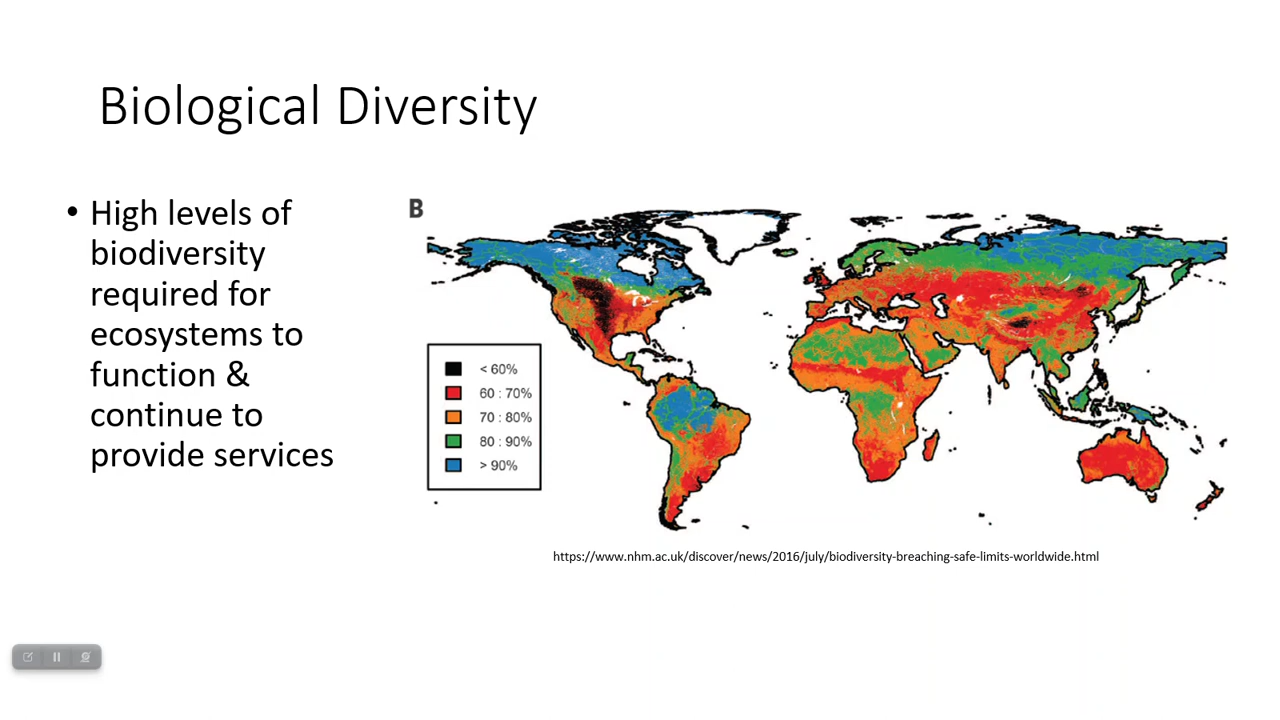 Biological Diversity
• High levels of
biodiversity
required for
ecosystems to
function &
continue to
provide services
B
< 60%
60 : 70%
70 : 80%
80 : 90%
> 90%
https://www.nhm.ac.uk/discover/news/2016/july/biodiversity-breaching-safe-limits-worldwide.html